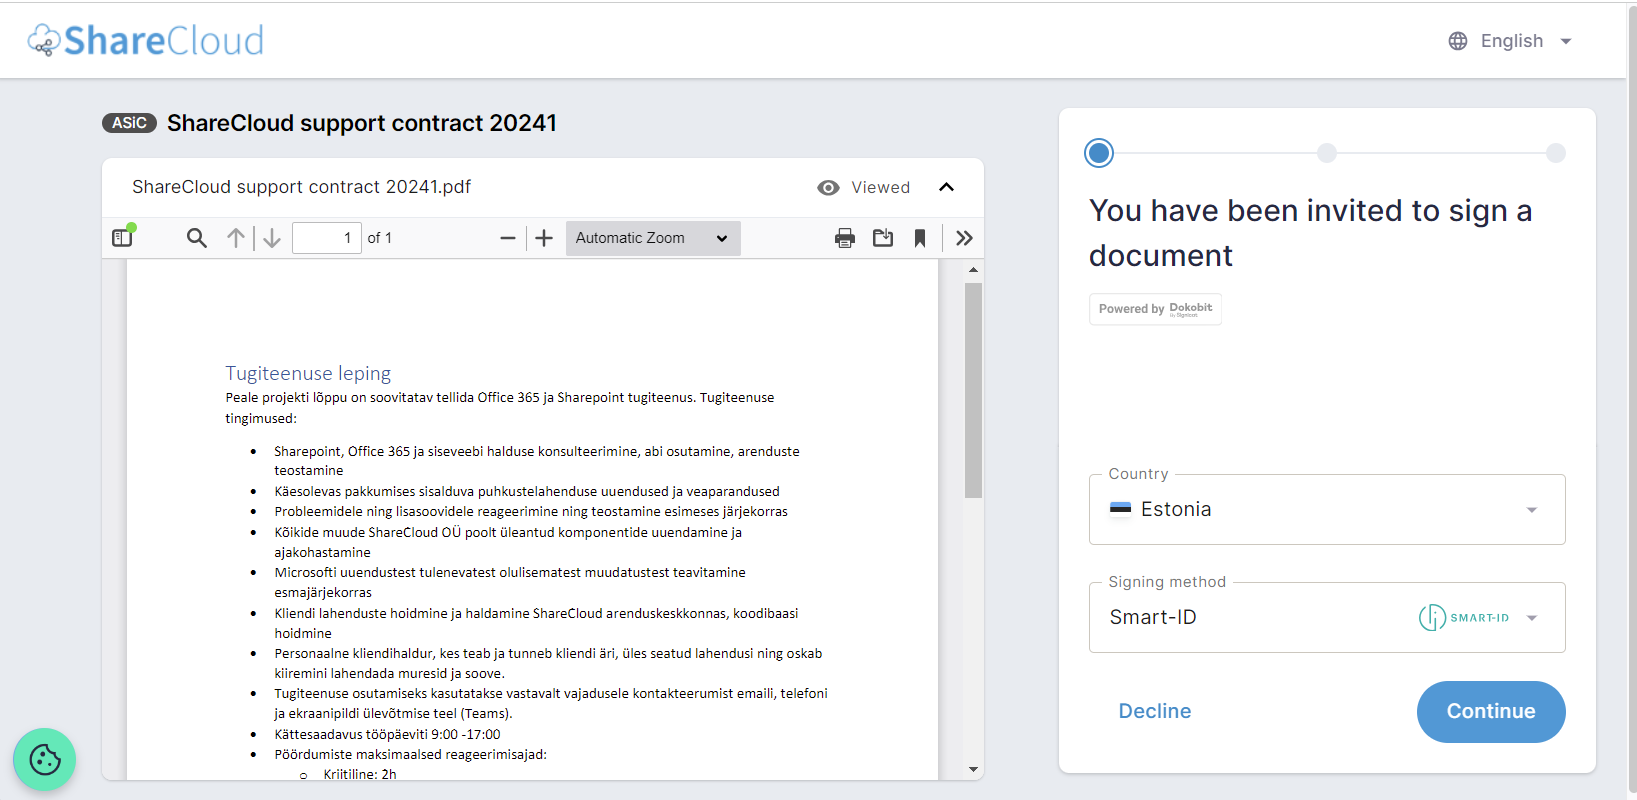 ShareCloud
English
ASiC ShareCloud support contract 20241
ShareCloud support contract 20241.pdf
Viewed
1 of 1
Automatic Zoom
Tugiteenuse leping
Peale projekti lõppu on soovitatav tellida Office 365 ja Sharepoint tugiteenus. Tugiteenuse
tingimused:
• Sharepoint, Office 365 ja siseveebi halduse konsulteerimine, abi osutamine, arenduste
teostamine
• Käesolevas pakkumises sisalduva puhkustelahenduse uuendused ja veaparandused
• Probleemidele ning lisasoovidele reageerimine ning teostamine esimeses järjekorras
• Kõikide muude ShareCloud OÜ poolt üleantud komponentide uuendamine ja
ajakohastamine
• Microsofti uuendustest tulenevatest olulisematest muudatustest teavitamine
esmajärjekorras
• Kliendi lahenduste hoidmine ja haldamine ShareCloud arenduskeskkonnas, koodibaasi
hoidmine
• Personaalne kliendihaldur, kes teab ja tunneb kliendi äri, üles seatud lahendusi ning oskab
kiiremini lahendada muresid ja soove.
• Tugiteenuse osutamiseks kasutatakse vastavalt vajadusele kontakteerumist emaili, telefoni
ja ekraanipildi ülevõtmise teel (Teams).
• Kättesaadavus tööpäeviti 9:00 -17:00
• Pöördumiste maksimaalsed reageerimisajad:
o Kriitiline: 2h
You have been invited to sign a
document
Powered by Dokobit
by Signicat
Country
Estonia
Signing method
Smart-ID
SMART-ID
Decline
Continue